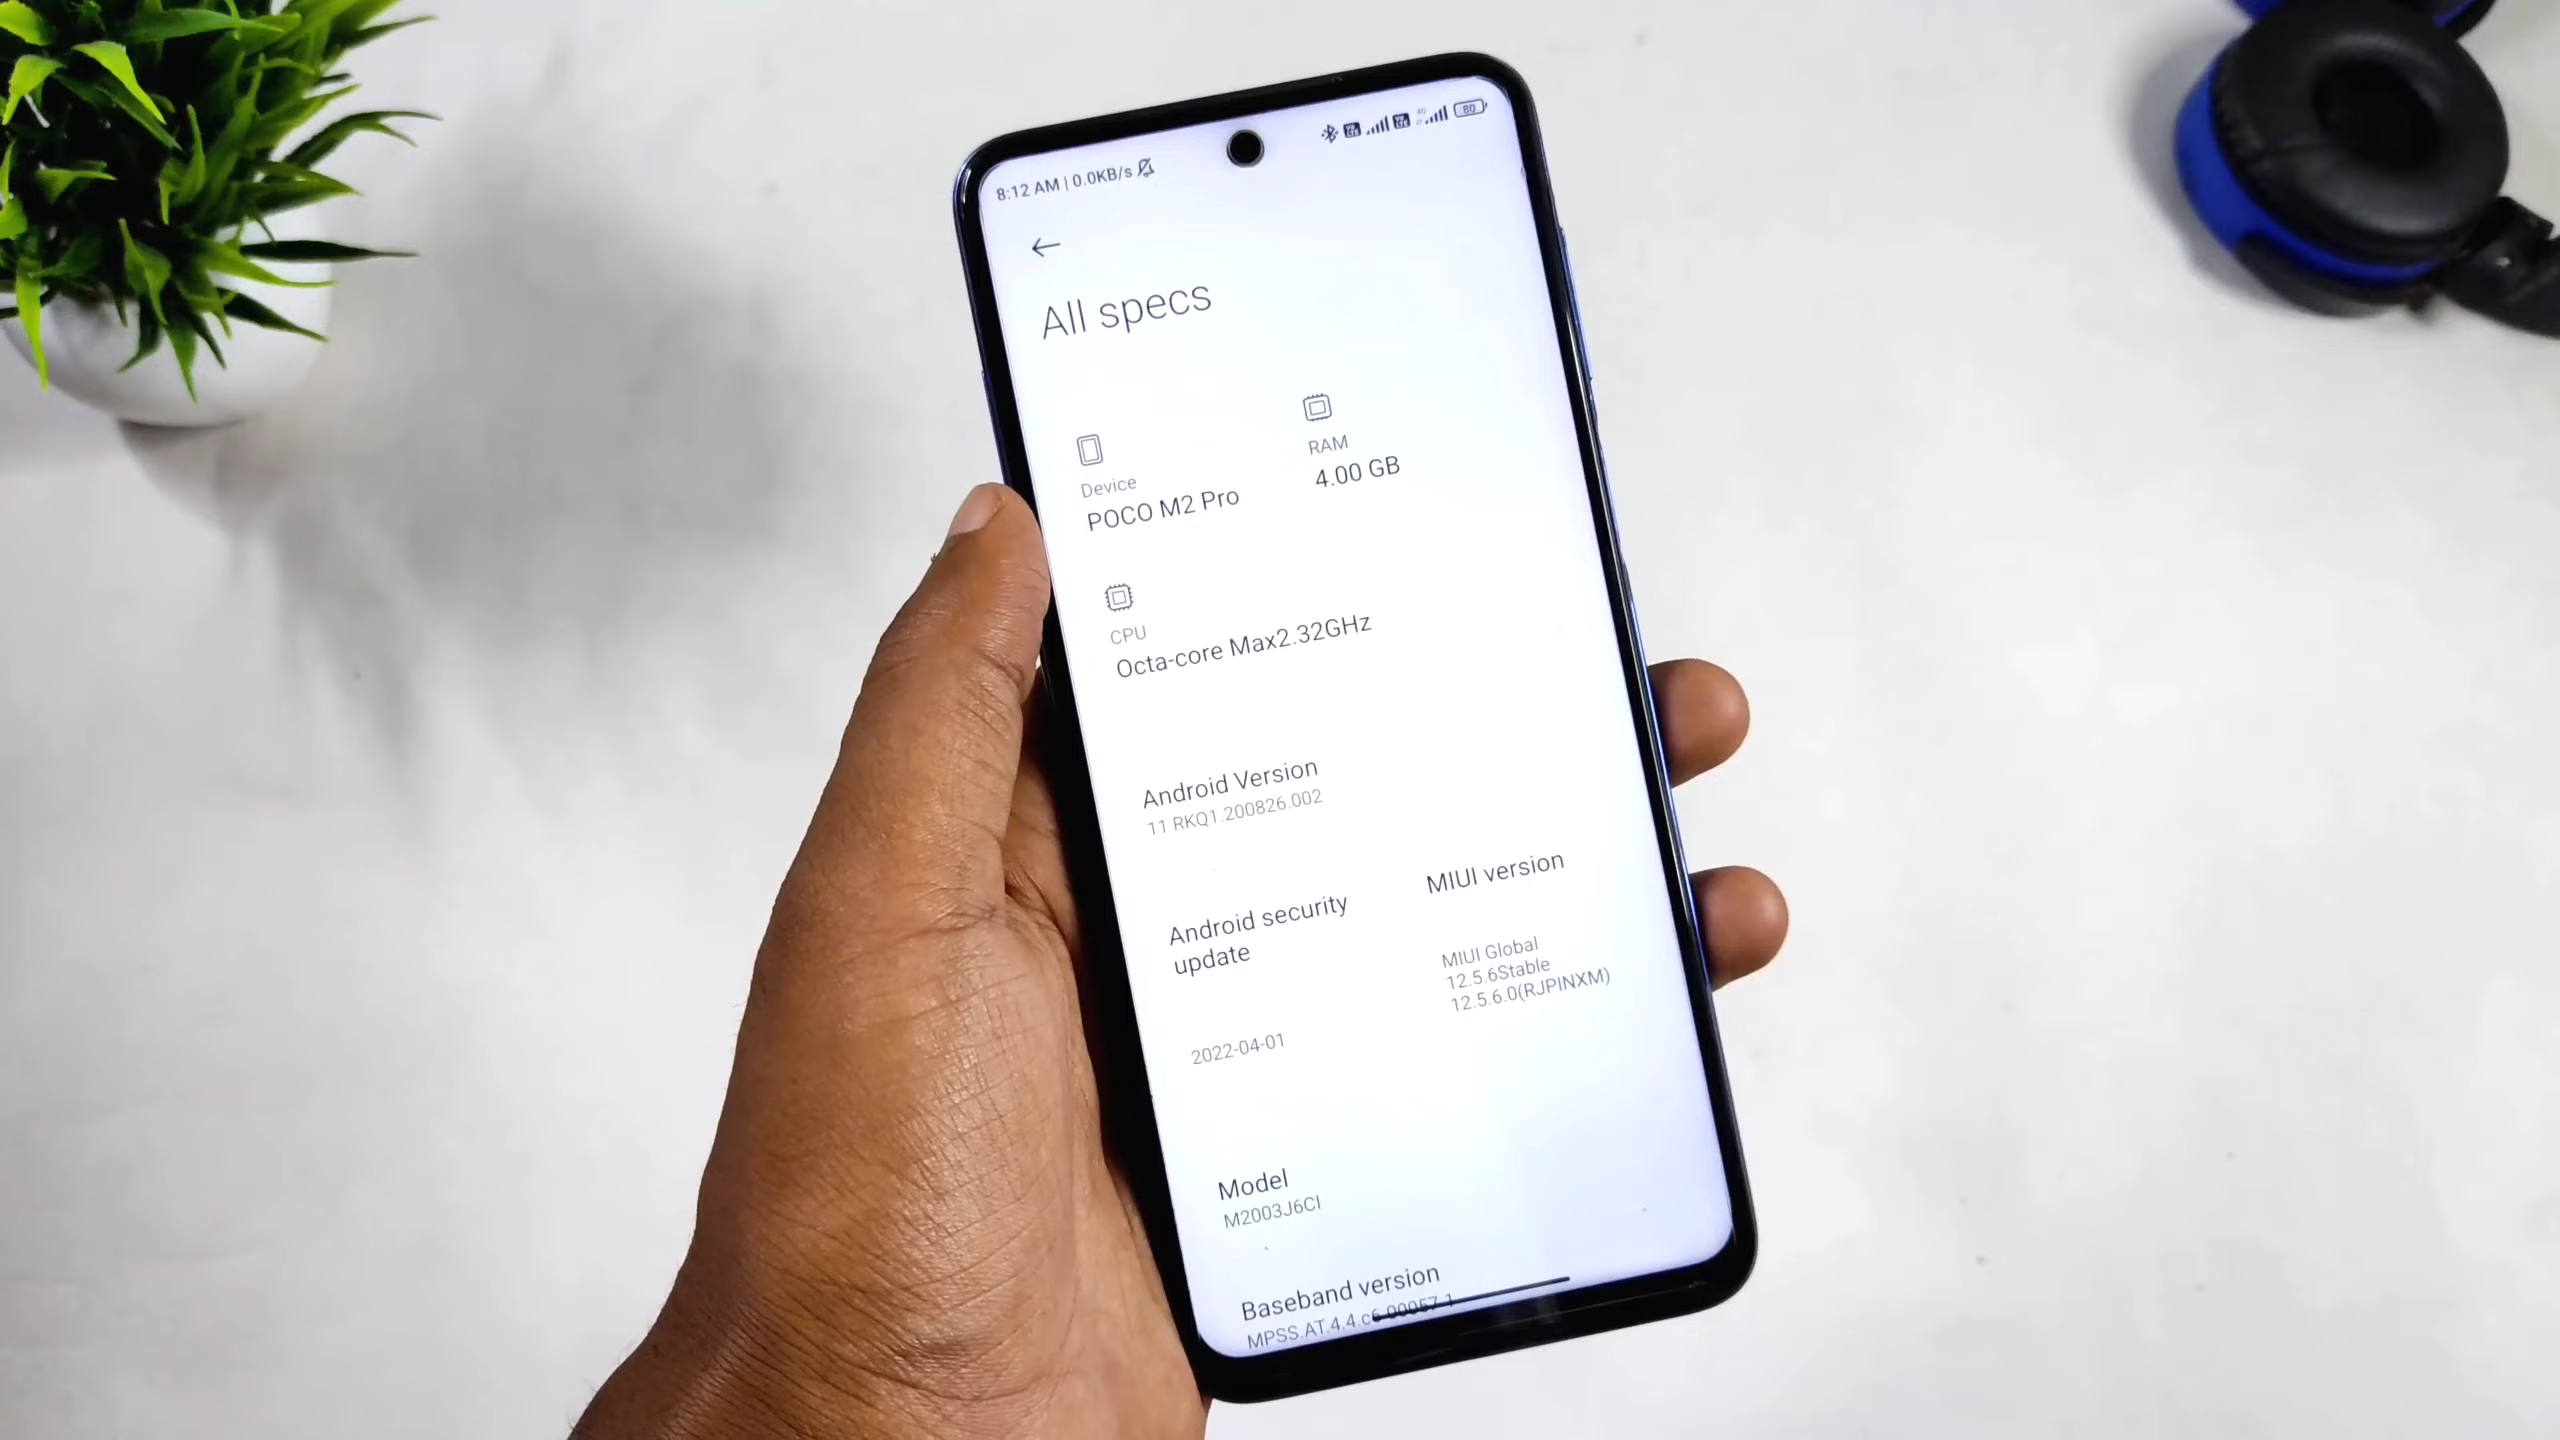 8:12 AM | 0.0KB/s
80
All specs
Device
POCO M2 Pro
RAM
4.00 GB
CPU
Octa-core Max2.32GHz
Android Version
11 RKQ1.200826.002
Android security
update
2022-04-01
MIUI version
MIUI Global
12.5.6Stable
12.5.6.0(RJPINXM)
Model
M2003J6CI
Baseband version
MPSS.AT.4.4.c6-00057-1